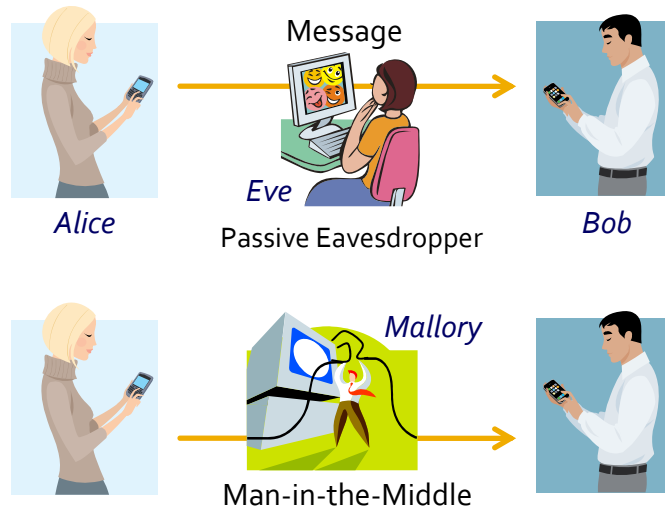 Message
Eve
Alice
Passive Eavesdropper
Bob
Mallory
Man-in-the-Middle